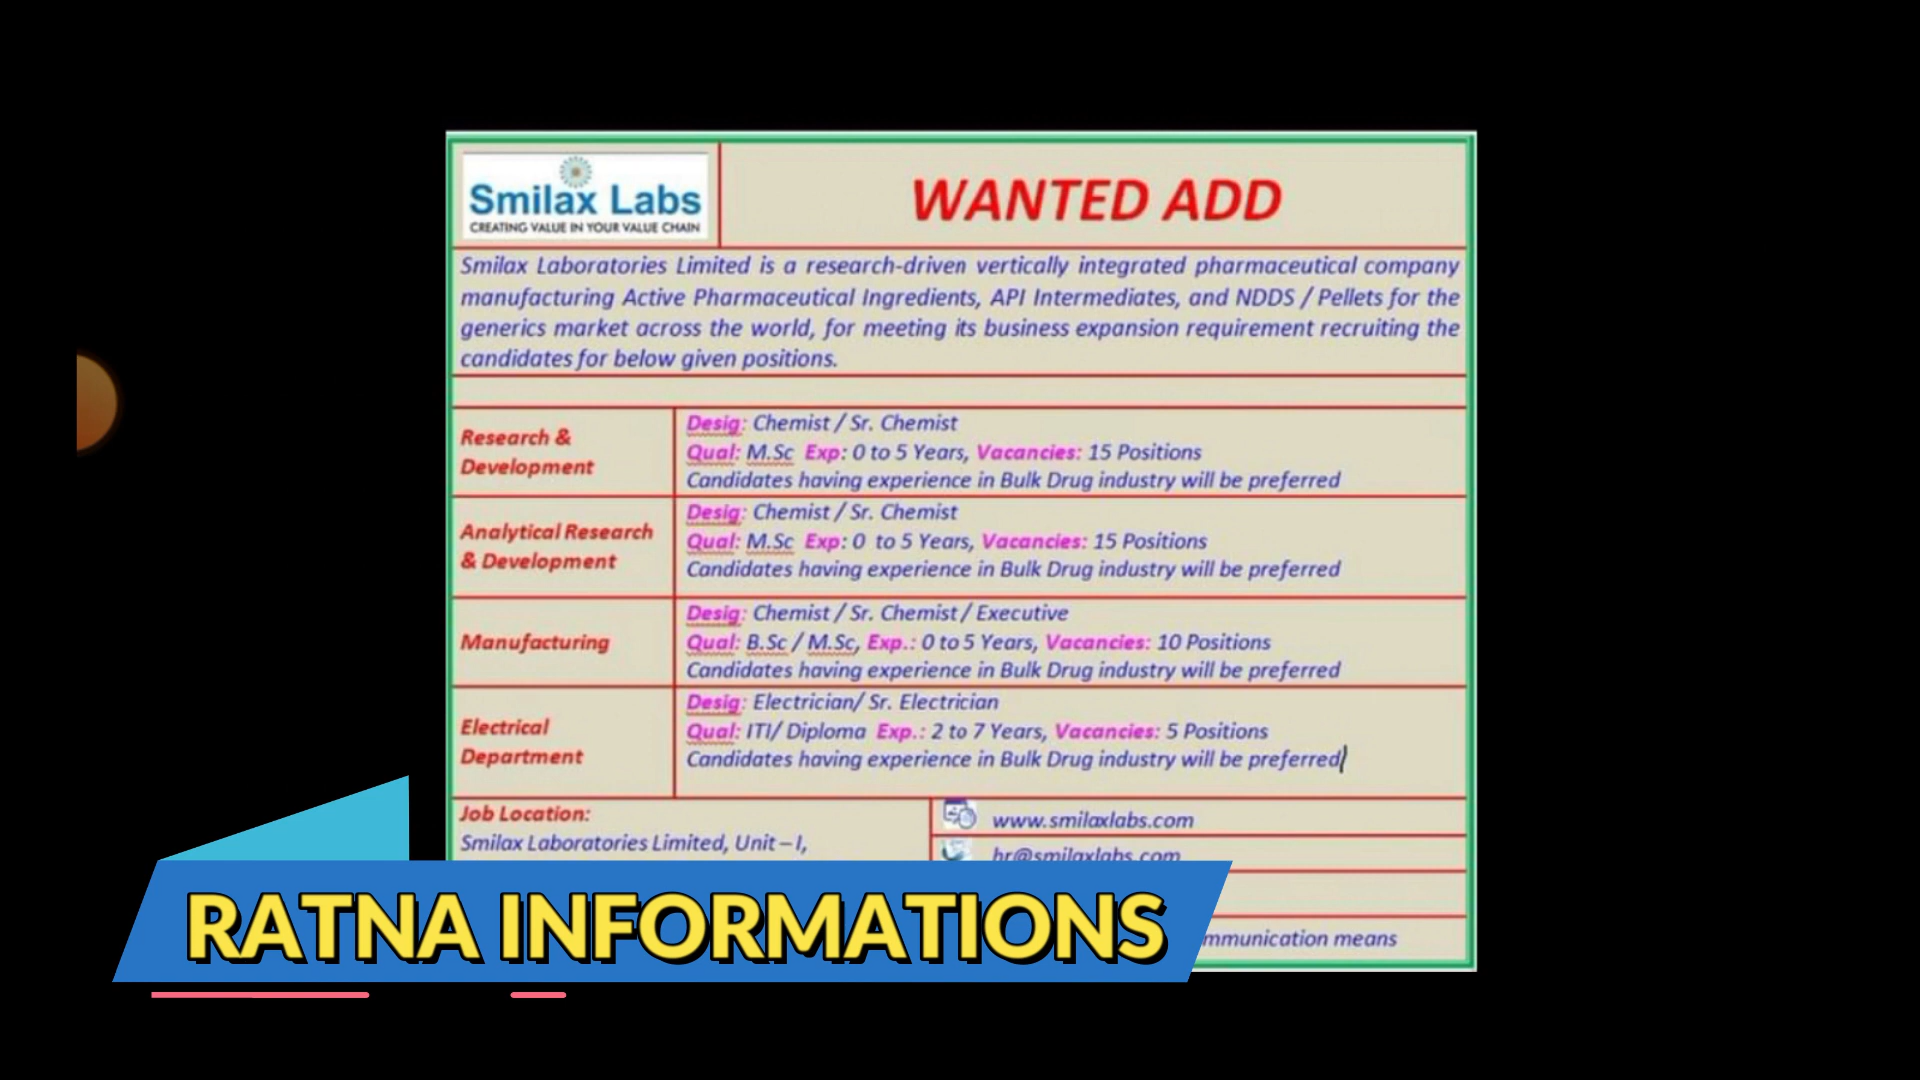 Smilax Labs
CREATING VALUE IN YOUR VALUE CHAIN
WANTED ADD
Smilax Laboratories Limited is a research-driven vertically integrated pharmaceutical company
manufacturing Active Pharmaceutical Ingredients, API Intermediates, and NDDS / Pellets for the
generics market across the world, for meeting its business expansion requirement recruiting the
candidates for below given positions.
Research &
Development
Desig: Chemist / Sr. Chemist
Qual: M.Sc Exp: 0 to 5 Years, Vacancies: 15 Positions
Candidates having experience in Bulk Drug industry will be preferred
Analytical Research
& Development
Desig: Chemist / Sr. Chemist
Qual: M.Sc Exp: 0 to 5 Years, Vacancies: 15 Positions
Candidates having experience in Bulk Drug industry will be preferred
Manufacturing
Desig: Chemist / Sr. Chemist / Executive
Qual: B.Sc / M.Sc, Exp.: 0 to 5 Years, Vacancies: 10 Positions
Candidates having experience in Bulk Drug industry will be preferred
Electrical
Department
Desig: Electrician/ Sr. Electrician
Qual: ITI/ Diploma Exp.: 2 to 7 Years, Vacancies: 5 Positions
Candidates having experience in Bulk Drug industry will be preferred
Job Location:
Smilax Laboratories Limited, Unit – I,
www.smilaxlabs.com
hr@smilaxlabs.com
means
RATNA INFORMATIONS